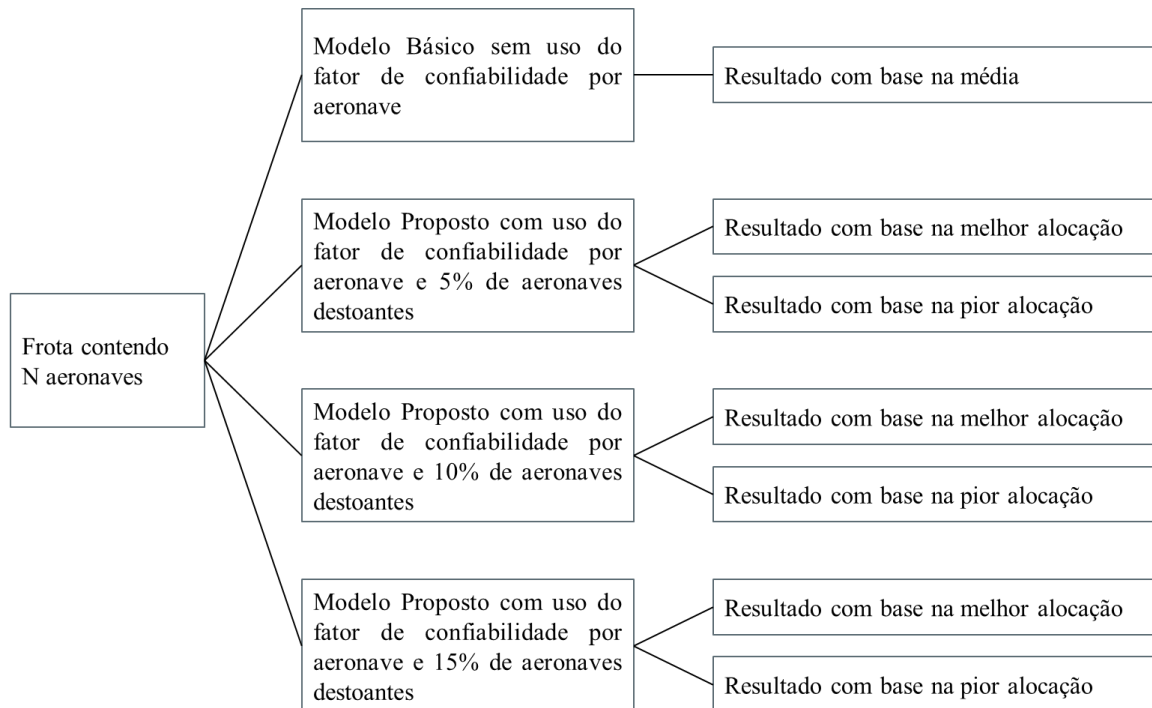 Frota contendo
N aeronaves
Modelo Básico sem uso do
fator de confiabilidade por
aeronave
Resultado com base na média
Modelo Proposto com uso do
fator de confiabilidade por
aeronave e 5% de aeronaves
destoantes
Resultado com base na melhor alocação
Resultado com base na pior alocação
Modelo Proposto com uso do
fator de confiabilidade por
aeronave e 10% de aeronaves
destoantes
Resultado com base na melhor alocação
Resultado com base na pior alocação
Modelo Proposto com uso do
fator de confiabilidade por
aeronave e 15% de aeronaves
destoantes
Resultado com base na melhor alocação
Resultado com base na pior alocação